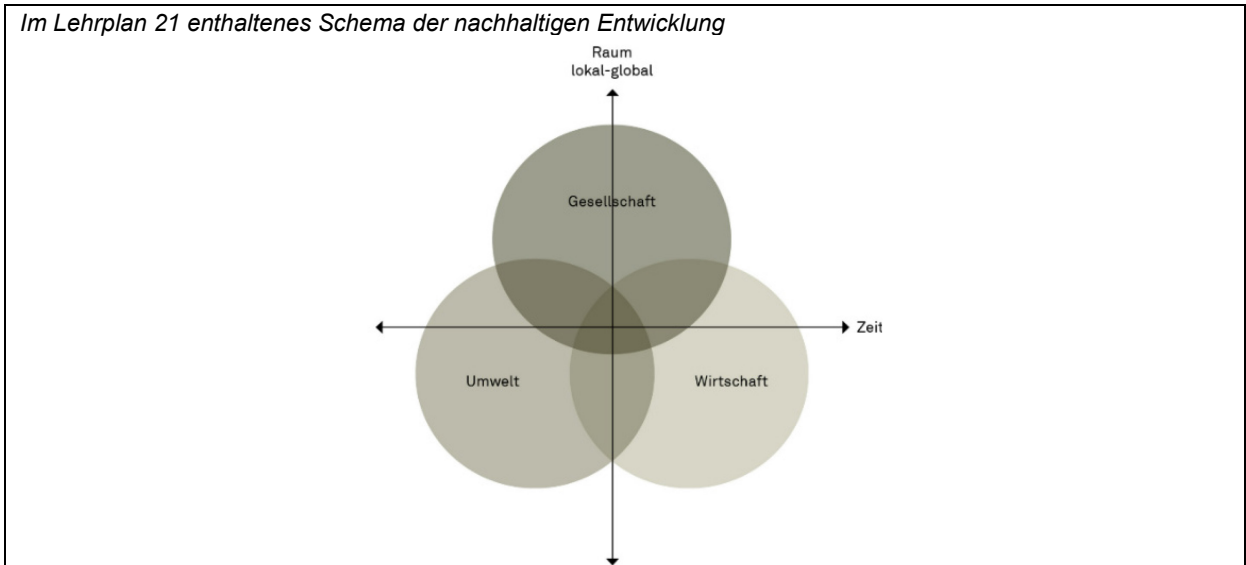 Im Lehrplan 21 enthaltenes Schema der nachhaltigen Entwicklung
Raum
lokal-global
Gesellschaft
Zeit
Umwelt
Wirtschaft